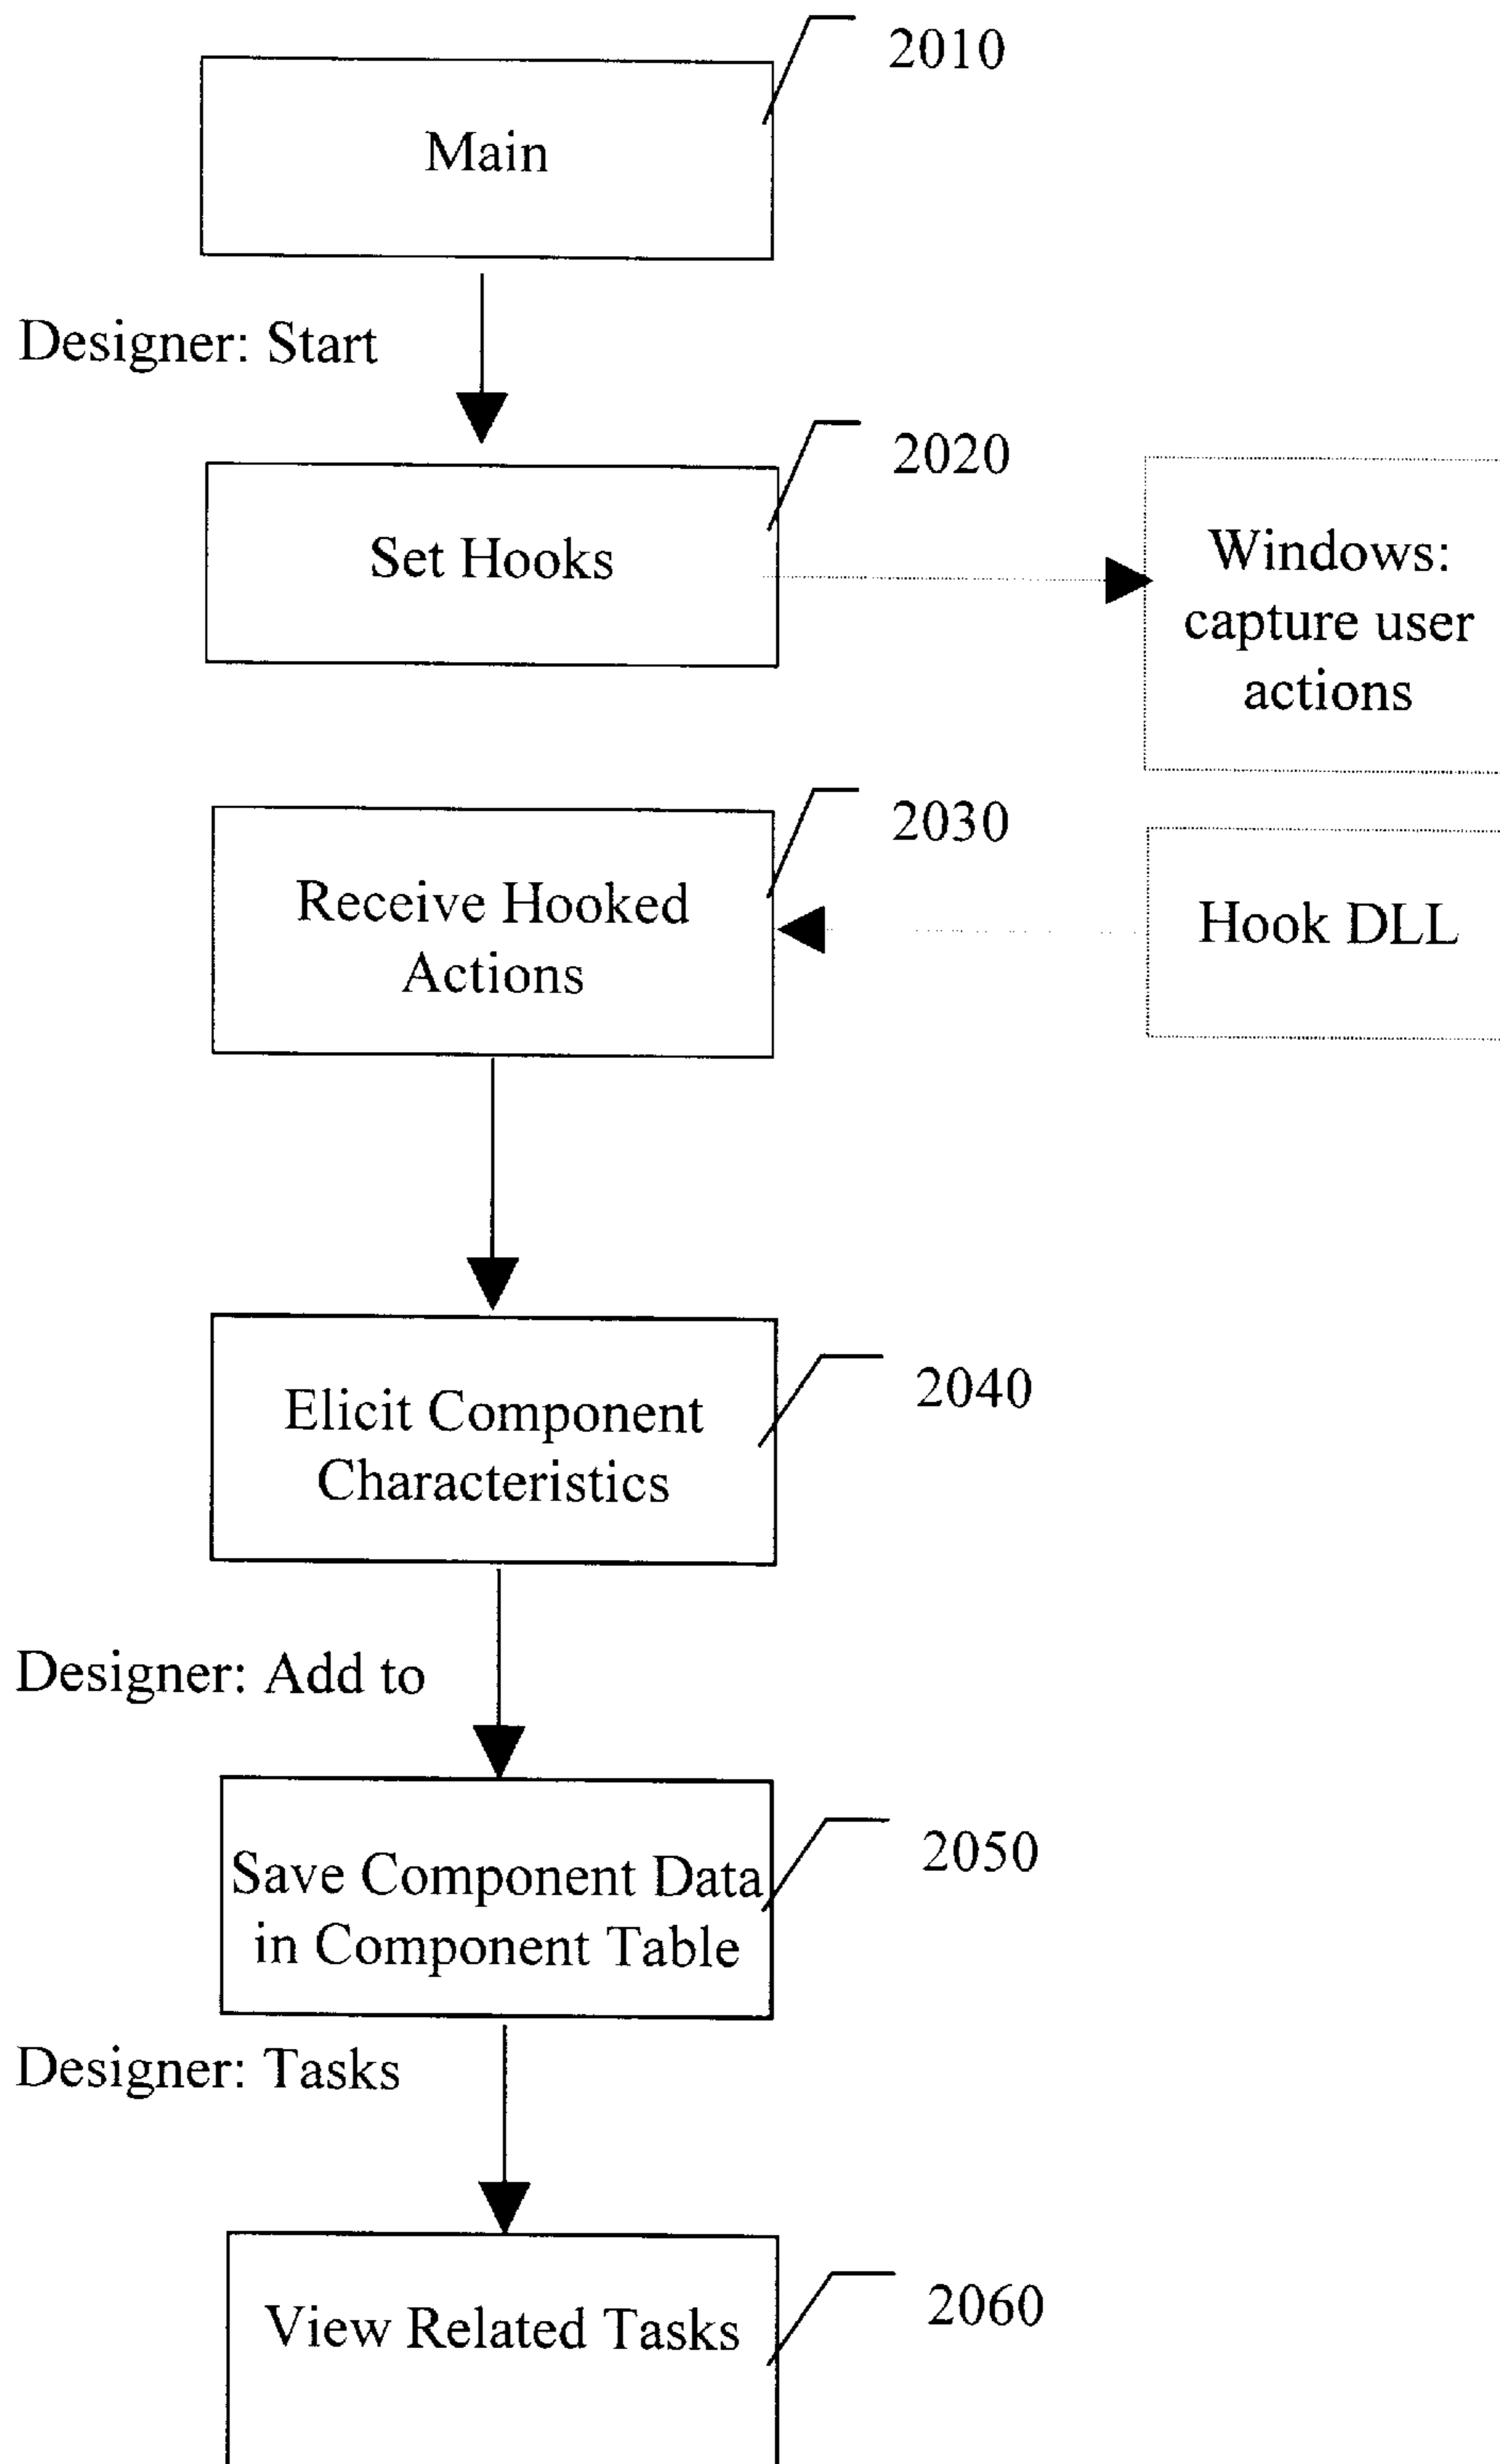 2010
Main
Designer: Start
2020
Set Hooks
Windows:
capture user
actions
2030
Receive Hooked
Actions
Hook DLL
2040
Elicit Component
Characteristics
Designer: Add to
2050
Save Component Data
in Component Table
Designer: Tasks
2060
View Related Tasks